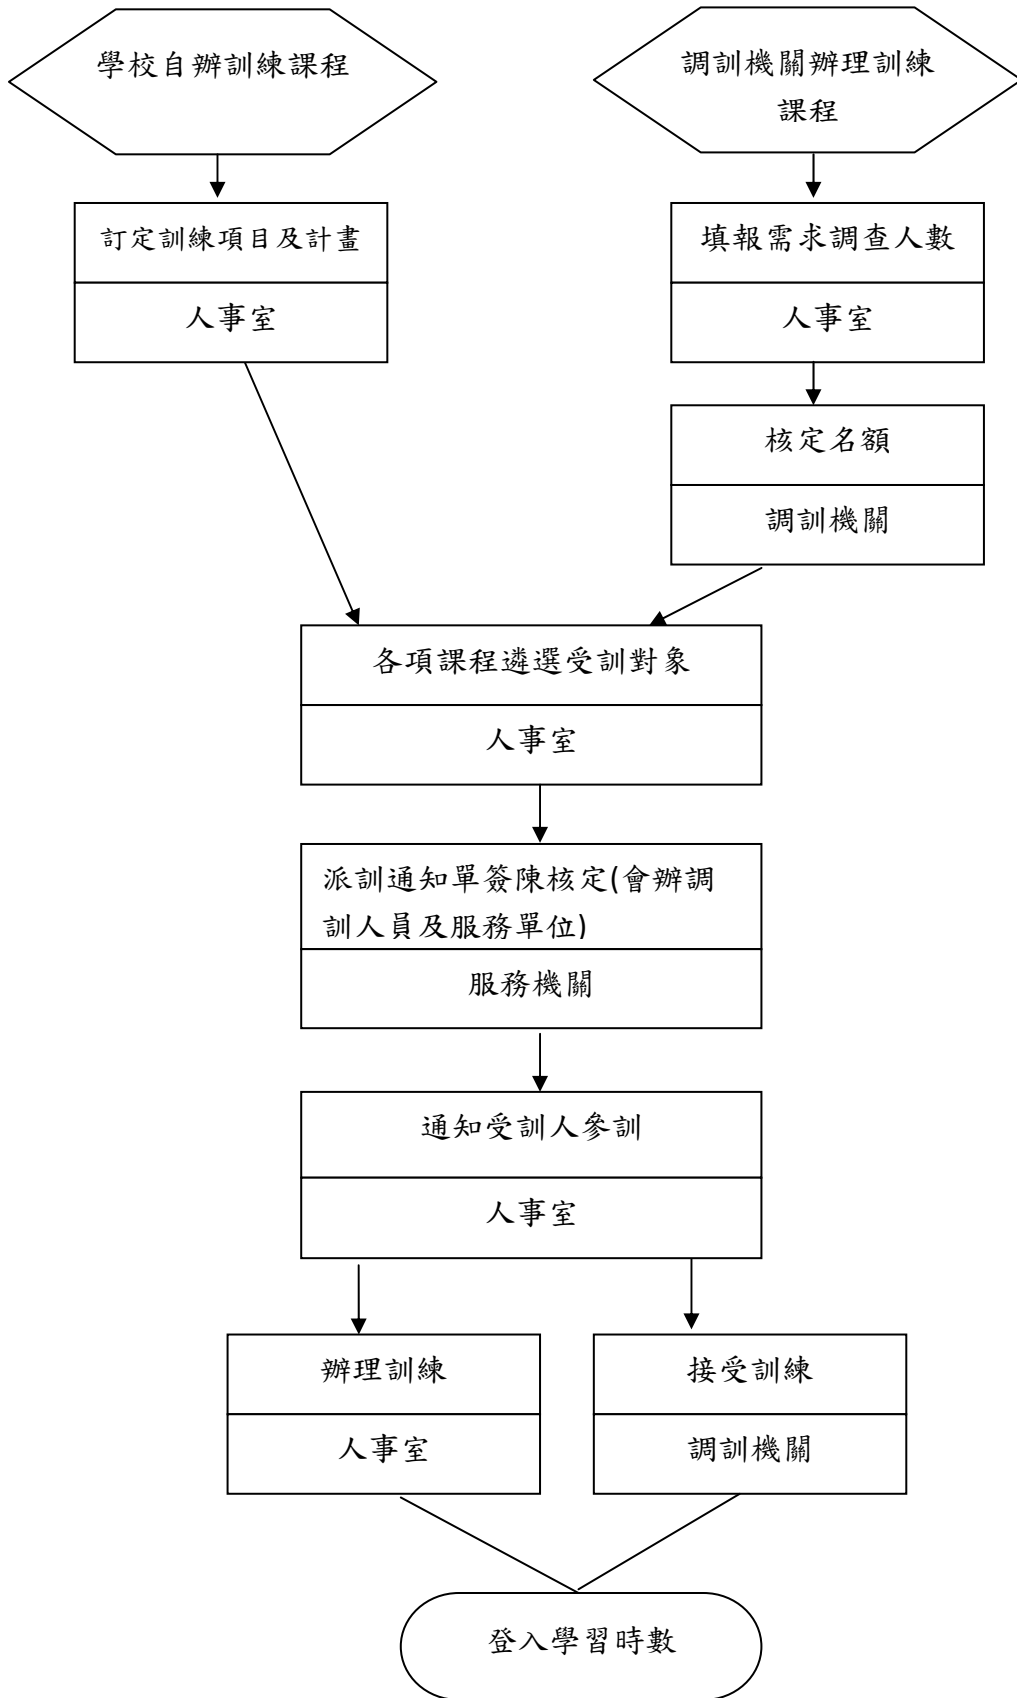 學校自辦訓練課程
調訓機關辦理訓練
課程
訂定訓練項目及計畫
人事室
填報需求調查人數
人事室
核定名額
調訓機關
各項課程遴選受訓對象
人事室
派訓通知單簽陳核定(會辦調
訓人員及服務單位)
服務機關
通知受訓人參訓
人事室
辦理訓練
人事室
接受訓練
調訓機關
登入學習時數